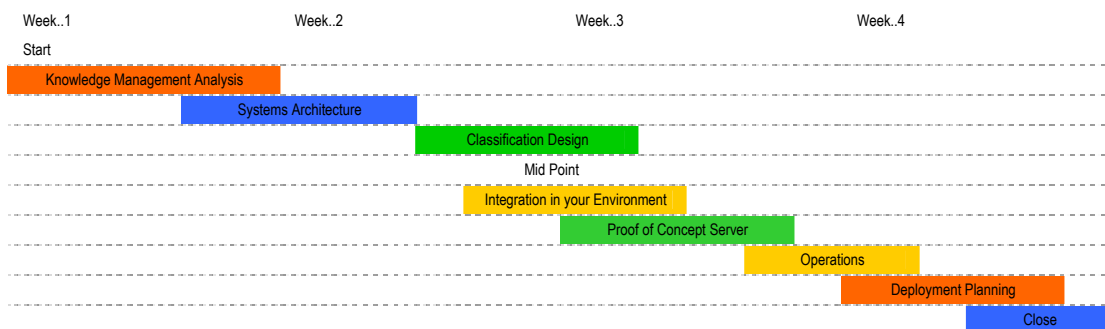 Week..1 Week..2 Week..3 Week..4
Start
Knowledge Management Analysis
Systems Architecture
Classification Design
Mid Point
Integration in your Environment
Proof of Concept Server
Operations
Deployment Planning
Close